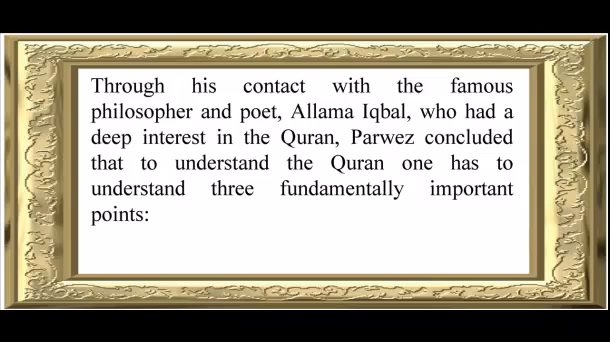 Through his contact with the famous
philosopher and poet, Allama Iqbal, who had a
deep interest in the Quran, Parwez concluded
that to understand the Quran one has to
understand three fundamentally important
points: